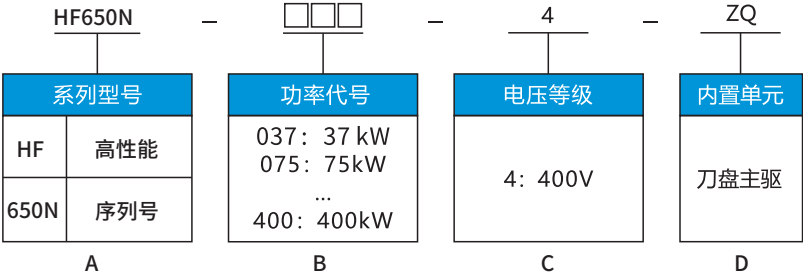 HF650N — □□□ — 4 — ZQ
系列型号 功率代号 电压等级 内置单元
HF 高性能
650N 序列号
037：37 kW
075：75kW
...
400：400kW
4：400V
刀盘主驱
A B C D